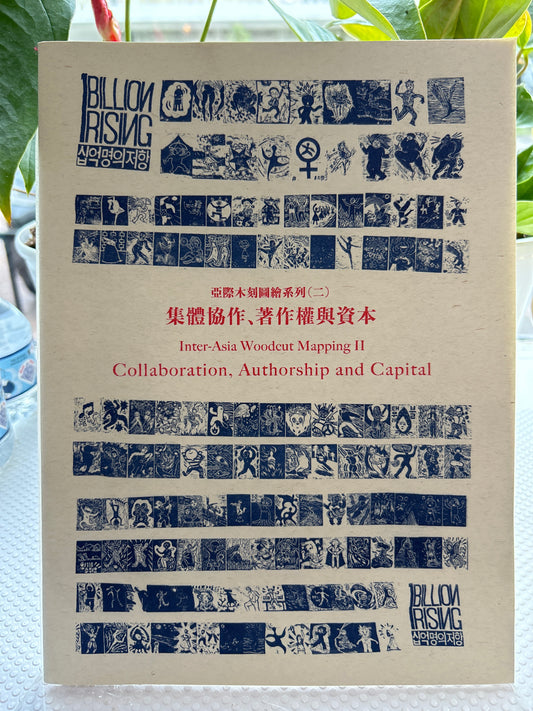 1 BILLION
RISING
십억명의저항
亞際木刻圖繪系列(二)
集體協作、著作權與資本
Inter-Asia Woodcut Mapping II
Collaboration, Authorship and Capital
1 BILLION
RISING
십억명의저항